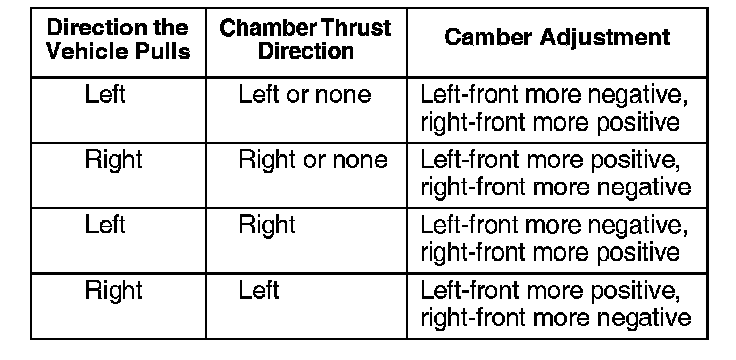 Direction the
Vehicle Pulls
Chamber Thrust
Direction
Camber Adjustment
Left
Left or none
Left-front more negative,
right-front more positive
Right
Right or none
Left-front more positive,
right-front more negative
Left
Right
Left-front more negative,
right-front more positive
Right
Left
Left-front more positive,
right-front more negative